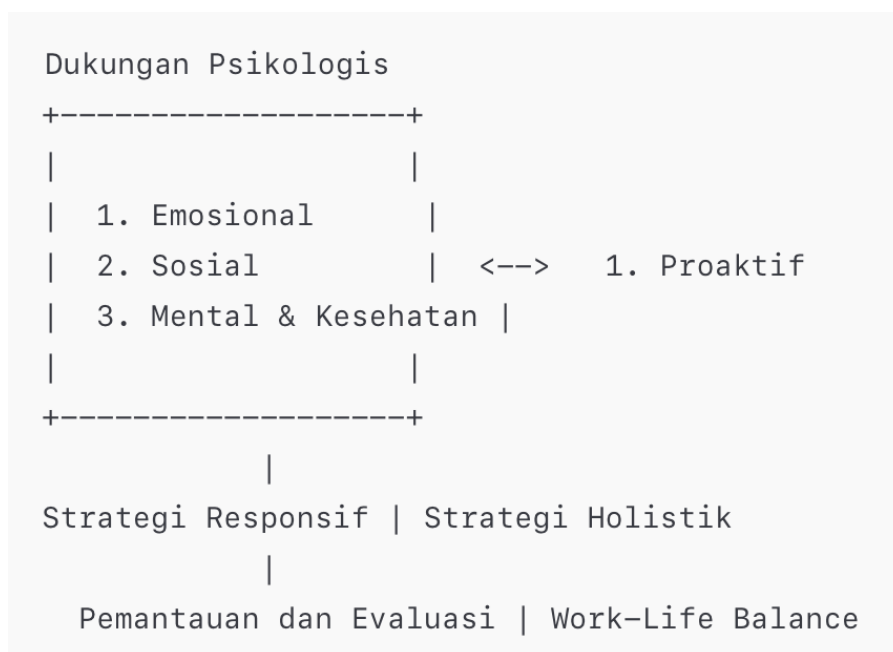 Dukungan Psikologis
+-------------------+
|                    |
|  1. Emosional      |
|  2. Sosial         |  <-->   1. Proaktif
|  3. Mental & Kesehatan |
|                    |
+-------------------+
|
Strategi Responsif | Strategi Holistik
|
Pemantauan dan Evaluasi | Work-Life Balance